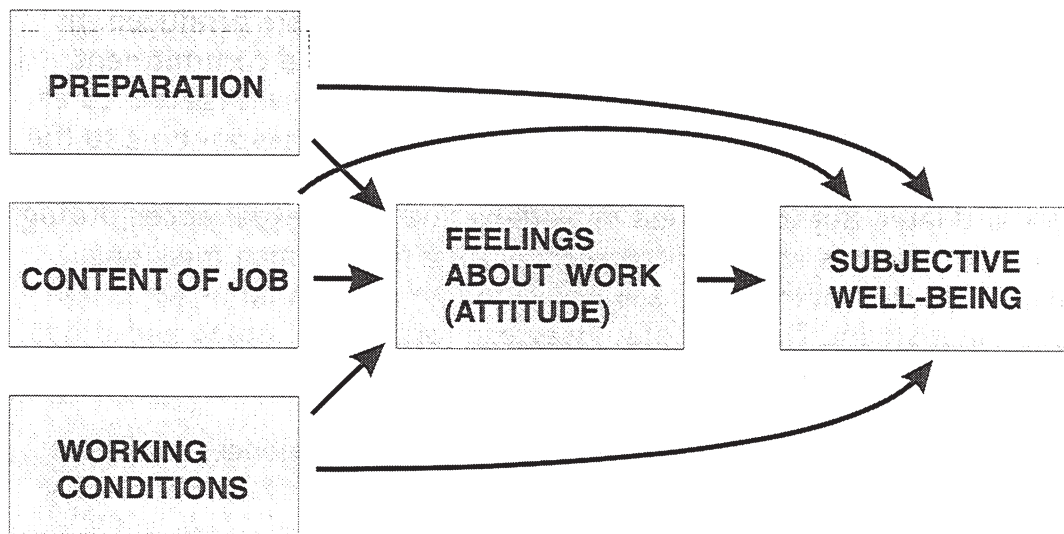 PREPARATION
CONTENT OF JOB
WORKING
CONDITIONS
FEELINGS
ABOUT WORK
(ATTITUDE)
SUBJECTIVE
WELL-BEING